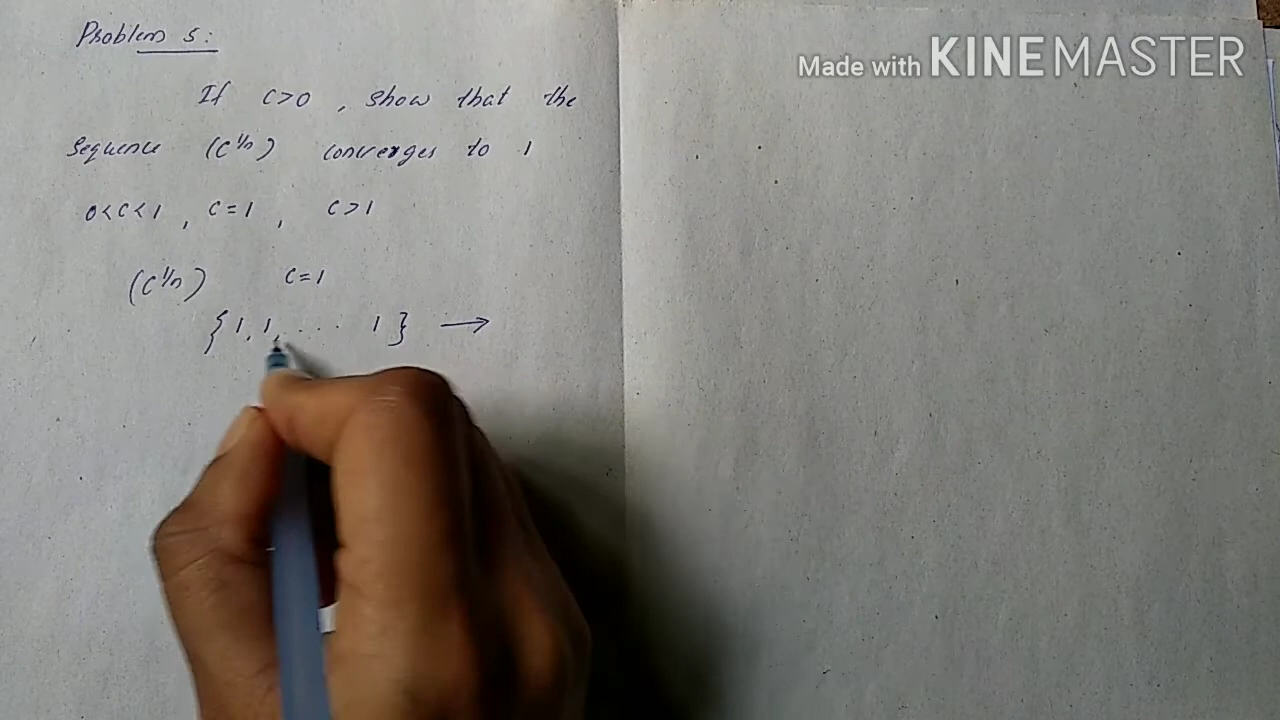 Problem 5:
Made with KINEMASTER
If c>0, show that the
sequence (c^1/n) converges to 1
0<c<1, c=1, c>1
(c^1/n) c=1
{1,1,.... 1} →